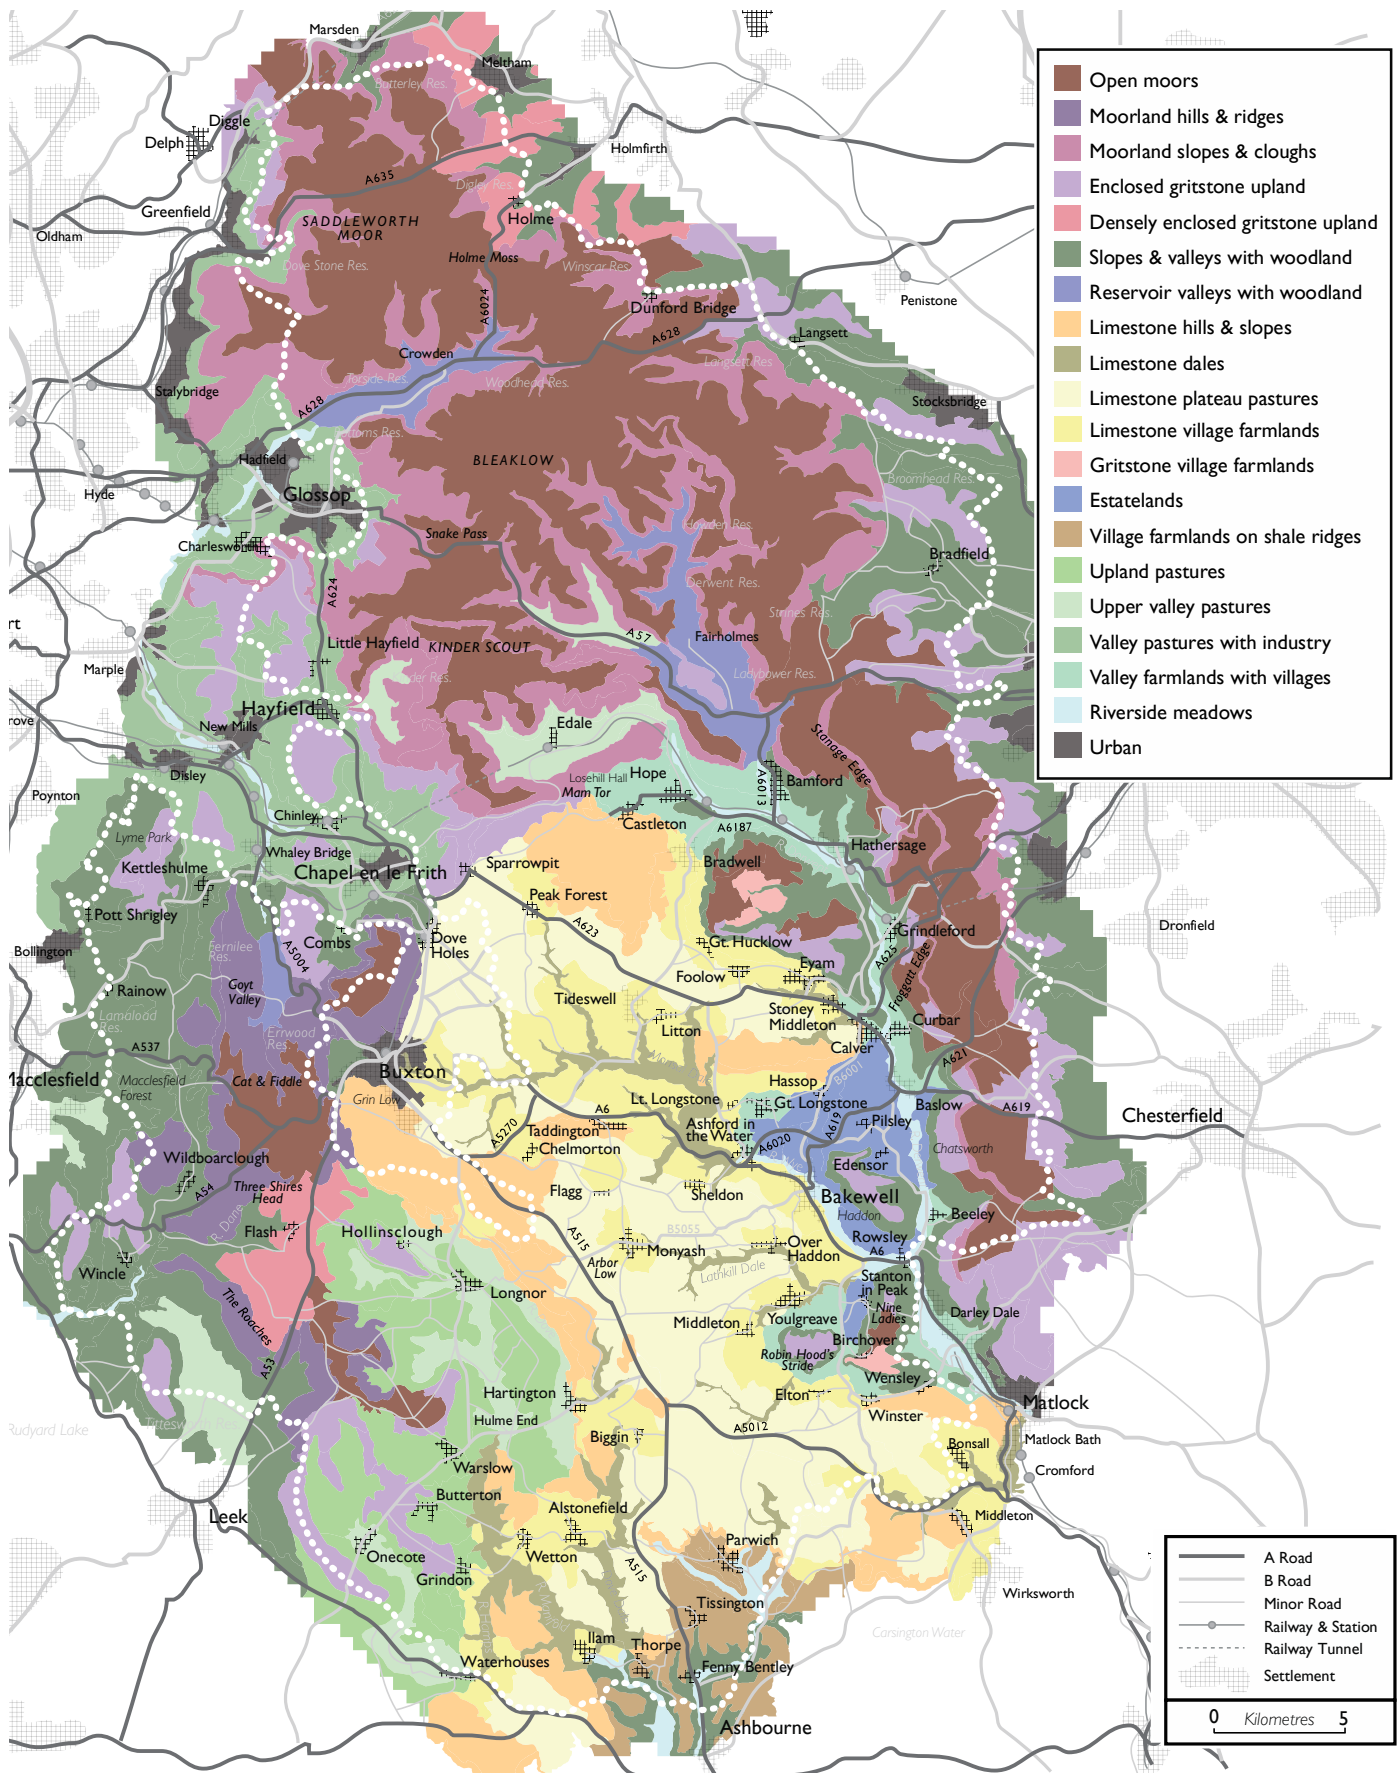 Marsden
Meltham
Butterley Res.
Diggle
Delph
Holmfirth
A635
Digley Res.
Greenfield
Holme
SADDLEWORTH
MOOR
Oldham
Holme Moss
Dove Stone Res.
Winscar Res.
A6024
Dunford Bridge
Penistone
A628
Langsett
Crowden
Langsett Res
Torside Res.
Woodhead Res.
Stalybridge
A628
Stocksbridge
Hadfield
BLEAKLOW
Glossop
Broomhead Res.
Hyde
Howden Res.
Snake Pass
Charlesworth
Bradfield
Derwent Res.
A624
Strines Res.
A57
Fairholmes
Little Hayfield
KINDER SCOUT
Marple
Ladybower Res.
Hayfield
New Mills
Edale
Stanage Edge
Disley
Losehill Hall
Hope
Mam Tor
A6013
Bamford
Poynton
Castleton
A6187
Chinley
Lyme Park
Hathersage
Whaley Bridge
Bradwell
Kettleshulme
Sparrowpit
Chapel en le Frith
Peak Forest
Pott Shrigley
A623
Grindleford
Dronfield
Bollington
Combs
Dove
Holes
Gt. Hucklow
Fernilee
Res.
A5004
A625
Froggatt Edge
Foolow
Eyam
Rainow
Goyt
Valley
Tideswell
Stoney
Middleton
Lamaload
Res.
Errwood
Res.
Litton
Curbar
Calver
A537
A621
Macclesfield
Buxton
Macclesfield
Forest
Cat & Fiddle
Hassop
B6001
Grin Low
Lt. Longstone
Gt. Longstone
Baslow
A619
Chesterfield
A6
A619
Pilsley
A5270
Taddington
Ashford in
the Water
A6020
Chelmorton
Chatsworth
Wildboarclough
Edensor
A54
Three Shires
Head
Flagg
Sheldon
Bakewell
R. Dane
Flash
Hollinsclough
B5055
Haddon
Beeley
A515
Monyash
Over
Haddon
Rowsley
Arbor
Low
A6
Wincle
Lathkill Dale
Stanton
in Peak
Longnor
The Roaches
Youlgreave
Nine
Ladies
Darley Dale
Middleton
Birchover
Robin Hood's
Stride
A53
Wensley
Hartington
Elton
Matlock
Winster
Rudyard Lake
Hulme End
A5012
Biggin
Matlock Bath
Bonsall
Warslow
Cromford
Butterton
Alstonefield
Leek
Middleton
Parwich
Onecote
Wetton
A515
Grindon
Wirksworth
Tissington
R. Manifold
Carsington Water
Ilam
Thorpe
Waterhouses
Fenny Bentley
Ashbourne
Open moors
Moorland hills & ridges
Moorland slopes & cloughs
Enclosed gritstone upland
Densely enclosed gritstone upland
Slopes & valleys with woodland
Reservoir valleys with woodland
Limestone hills & slopes
Limestone dales
Limestone plateau pastures
Limestone village farmlands
Gritstone village farmlands
Estatelands
Village farmlands on shale ridges
Upland pastures
Upper valley pastures
Valley pastures with industry
Valley farmlands with villages
Riverside meadows
Urban
A Road
B Road
Minor Road
Railway & Station
Railway Tunnel
Settlement
0 Kilometres 5